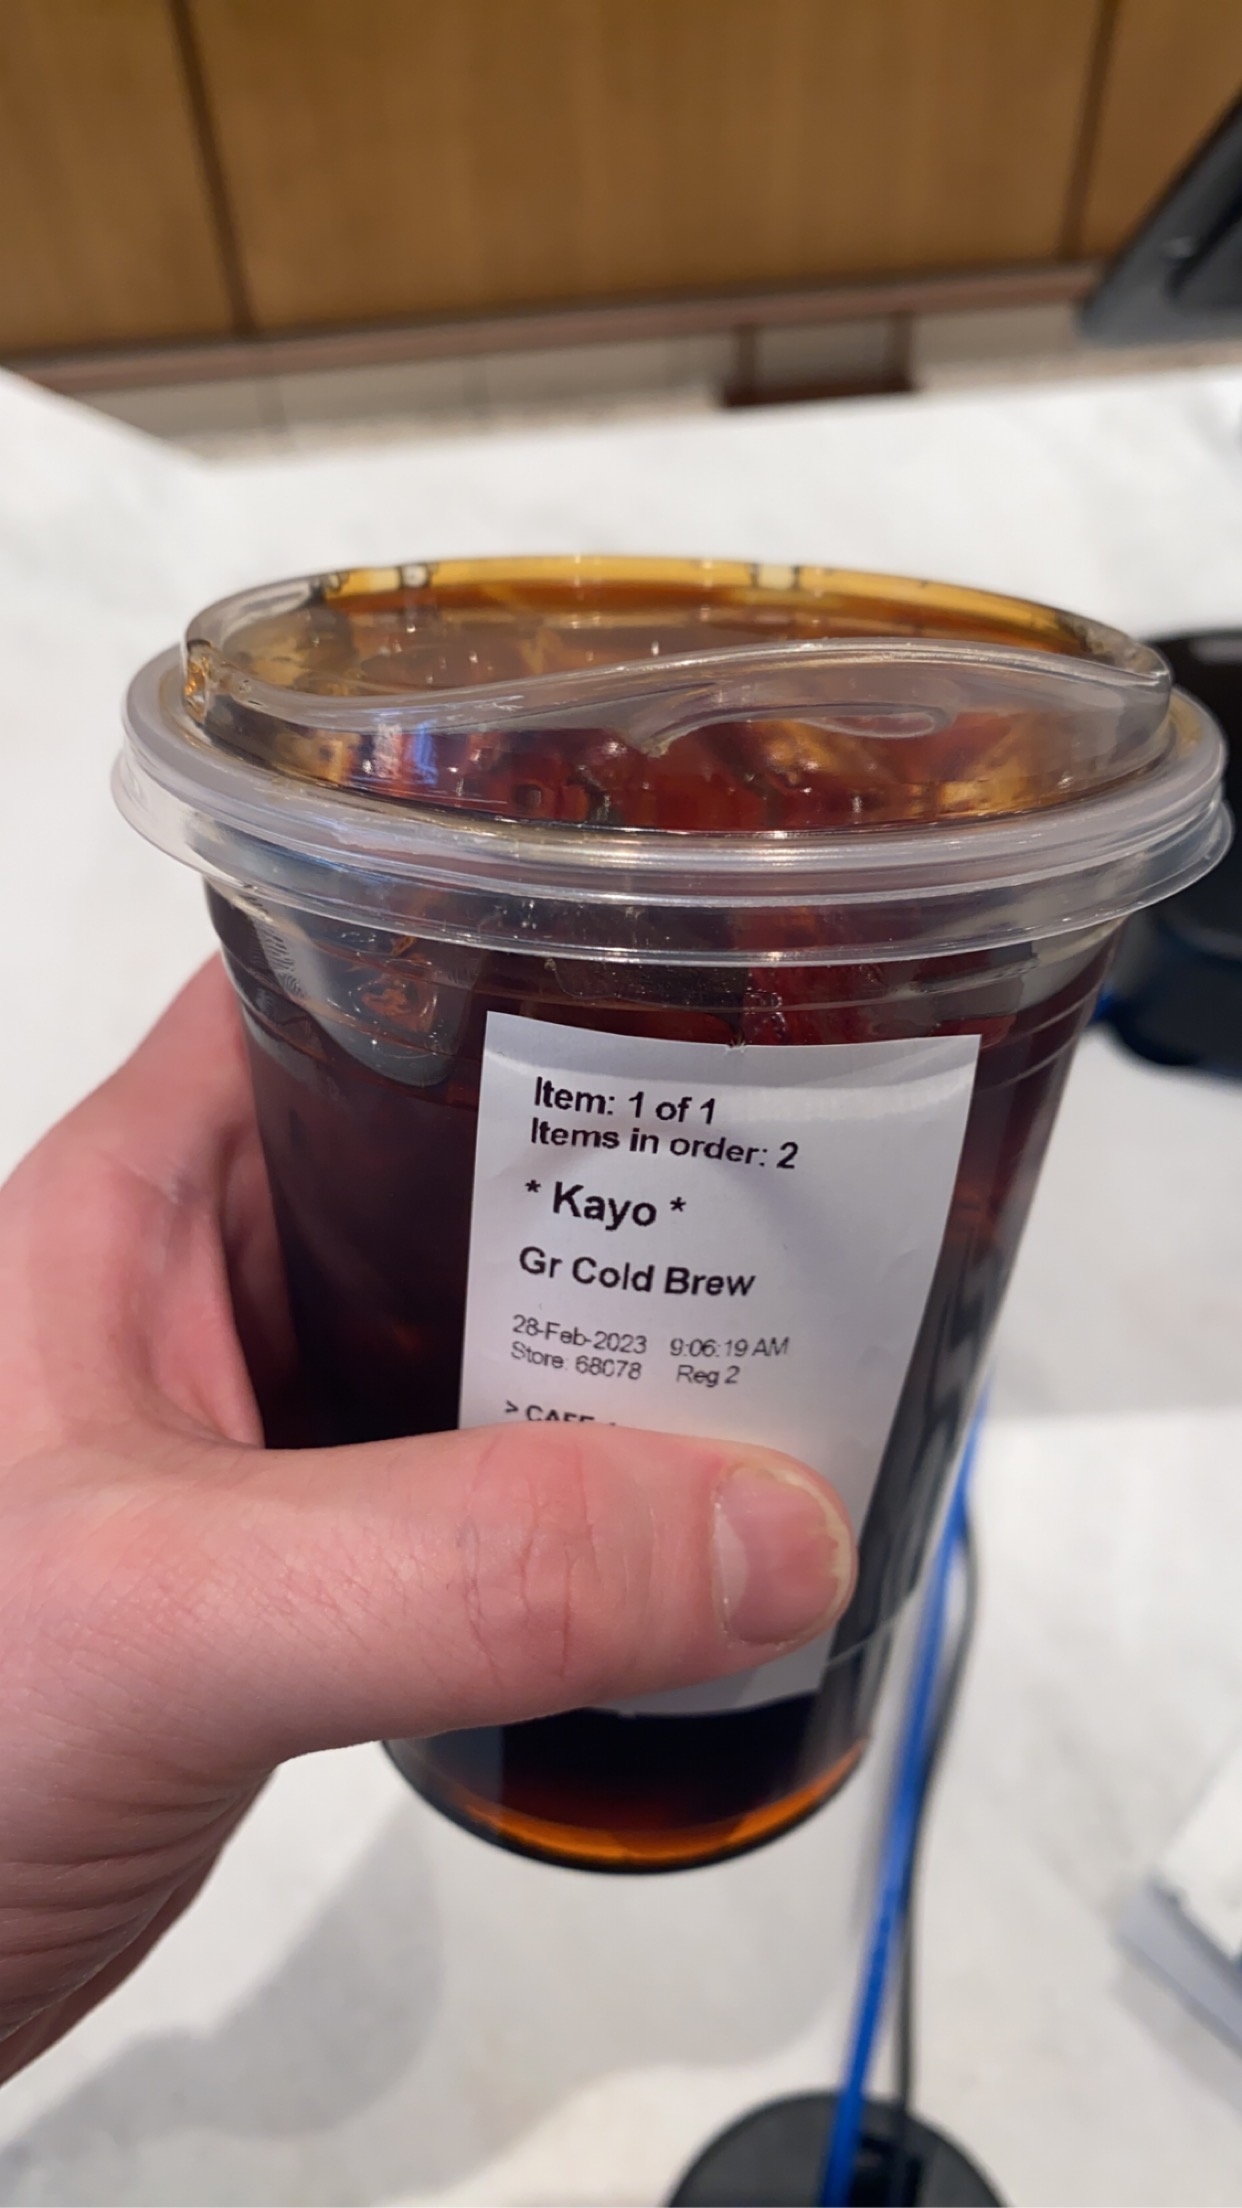 Item: 1 of 1
Items in order: 2
* Kayo *
Gr Cold Brew
28-Feb-2023 9:06:19 AM
Store: 68078 Reg 2
>